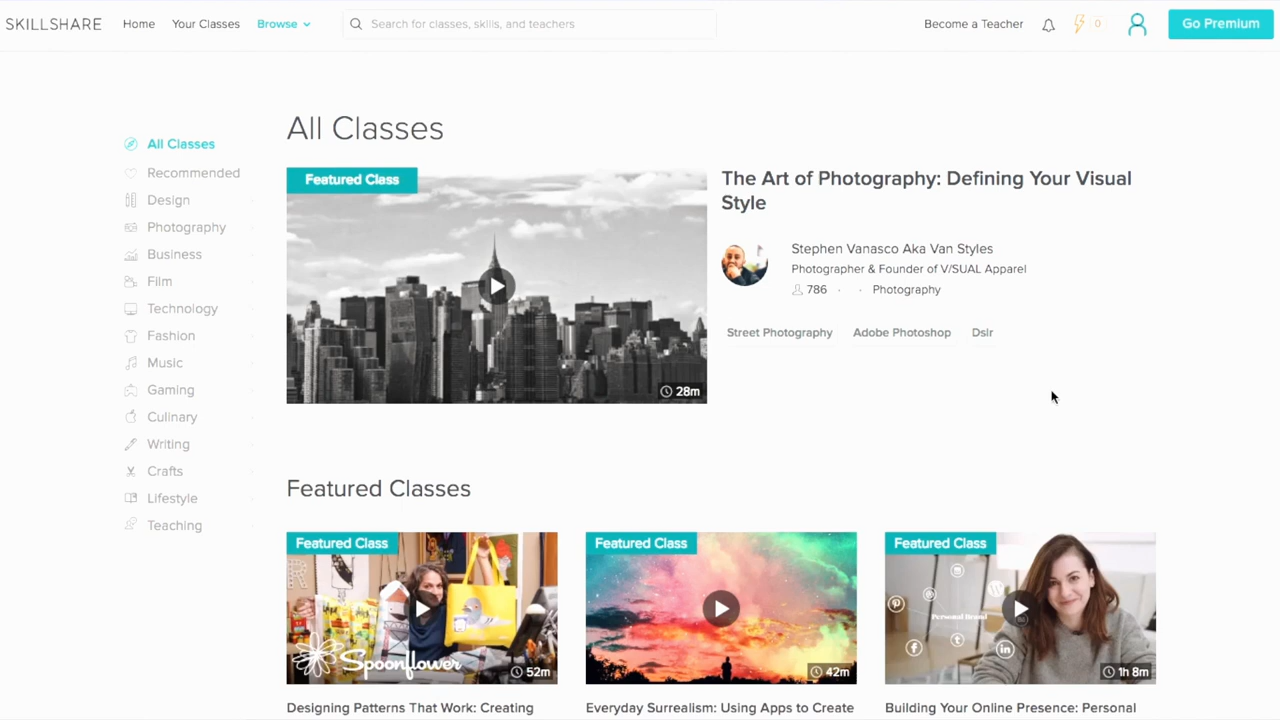 SKILLSHARE
Home
Your Classes
Browse
Search for classes, skills, and teachers
Become a Teacher
0
Go Premium
All Classes
Recommended
Design
Photography
Business
Film
Technology
Fashion
Music
Gaming
Culinary
Writing
Crafts
Lifestyle
Teaching
All Classes
Featured Class
28m
The Art of Photography: Defining Your Visual
Style
Stephen Vanasco Aka Van Styles
Photographer & Founder of V/SUAL Apparel
786 · · Photography
Street Photography
Adobe Photoshop
Dslr
Featured Classes
Featured Class
Spoonflower
52m
Designing Patterns That Work: Creating
Featured Class
42m
Everyday Surrealism: Using Apps to Create
Featured Class
Personal Brand
in
1h 8m
Building Your Online Presence: Personal